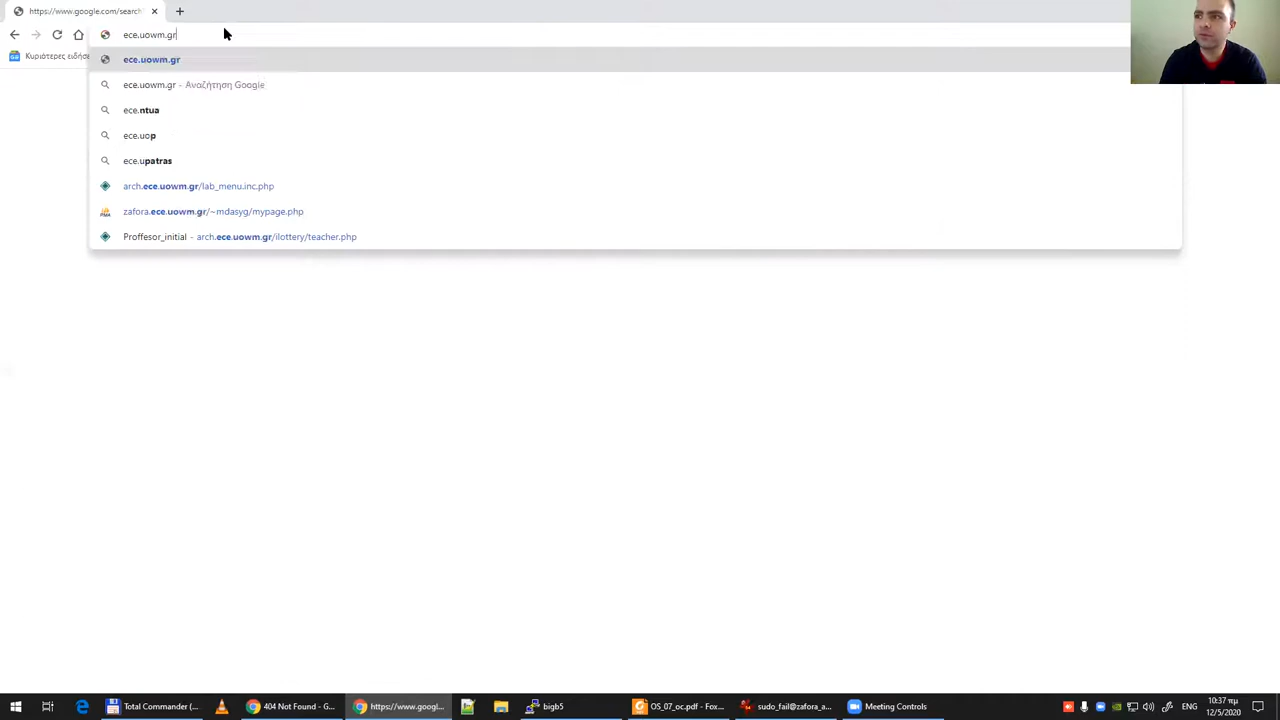 https://www.google.com/search
ece.uowm.gr
Κυριότερες ειδήσε
ece.uowm.gr
ece.uowm.gr - Αναζήτηση Google
ece.ntua
ece.uop
ece.upatras
arch.ece.uowm.gr/lab_menu.inc.php
zafora.ece.uowm.gr/~mdasyg/mypage.php
Proffesor_initial - arch.ece.uowm.gr/ilottery/teacher.php
Total Commander (...
404 Not Found - G...
https://www.googl...
bigb5
OS_07_oc.pdf - Fox...
sudo_fail@zafora_a...
Meeting Controls
ENG
10:37 πμ
12/5/2020